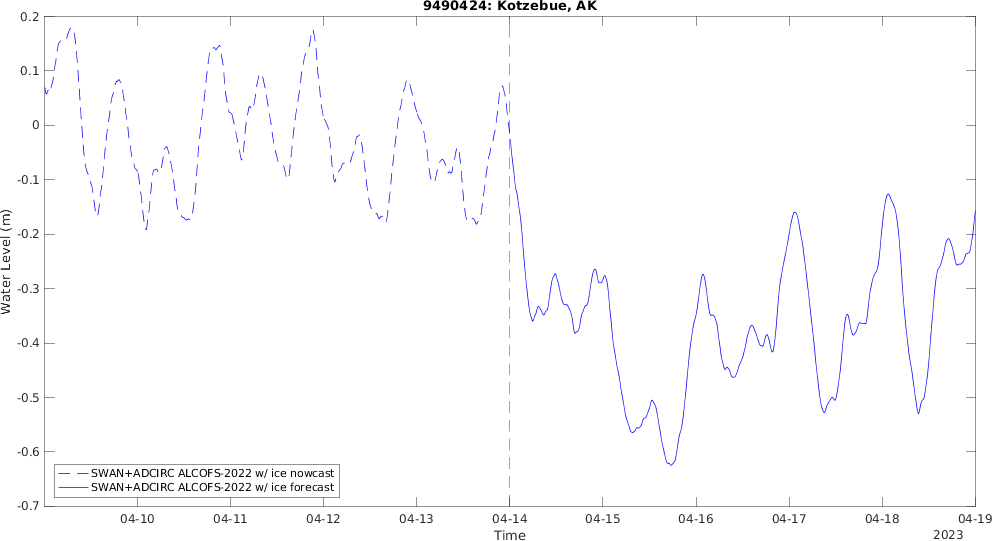 9490424: Kotzebue, AK
0.2
0.1
0
-0.1
-0.2
-0.3
-0.4
-0.5
-0.6
-0.7
Water Level (m)
SWAN+ADCIRC ALCOFS-2022 w/ ice nowcast
SWAN+ADCIRC ALCOFS-2022 w/ ice forecast
04-10 04-11 04-12 04-13 04-14 04-15 04-16 04-17 04-18 04-19
Time
2023